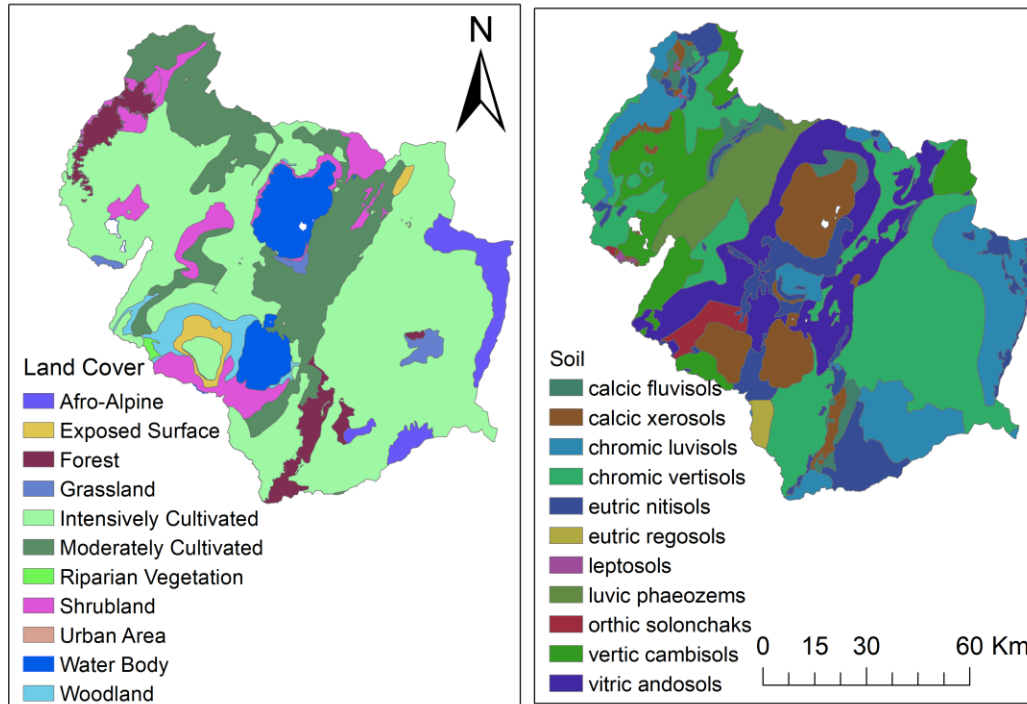 N
Land Cover
Afro-Alpine
Exposed Surface
Forest
Grassland
Intensively Cultivated
Moderately Cultivated
Riparian Vegetation
Shrubland
Urban Area
Water Body
Woodland
Soil
calcic fluvisols
calcic xerosols
chromic luvisols
chromic vertisols
eutric nitisols
eutric regosols
leptosols
luvic phaeozems
orthic solonchaks
vertic cambisols
vitric andosols
0 15 30 60 Km